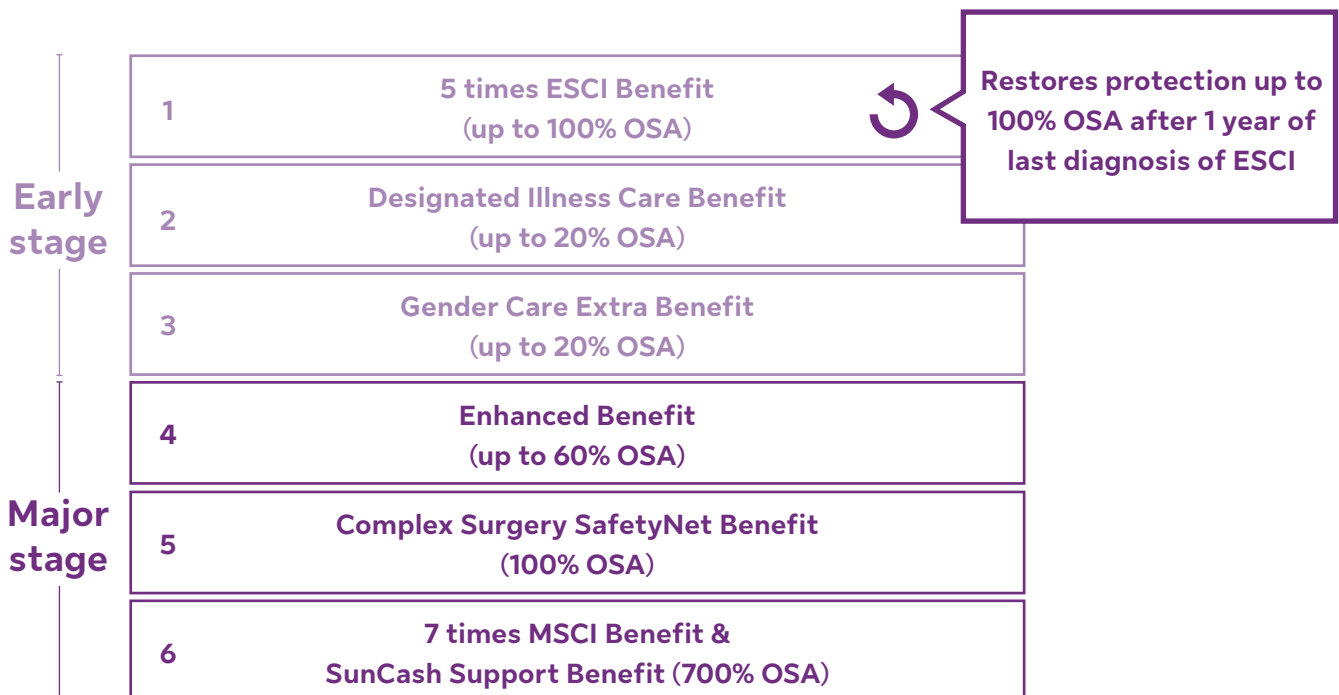 Early
stage
1
5 times ESCI Benefit
(up to 100% OSA)
Restores protection up to
100% OSA after 1 year of
last diagnosis of ESCI
2
Designated Illness Care Benefit
(up to 20% OSA)
3
Gender Care Extra Benefit
(up to 20% OSA)
Major
stage
4
Enhanced Benefit
(up to 60% OSA)
5
Complex Surgery SafetyNet Benefit
(100% OSA)
6
7 times MSCI Benefit &
SunCash Support Benefit (700% OSA)